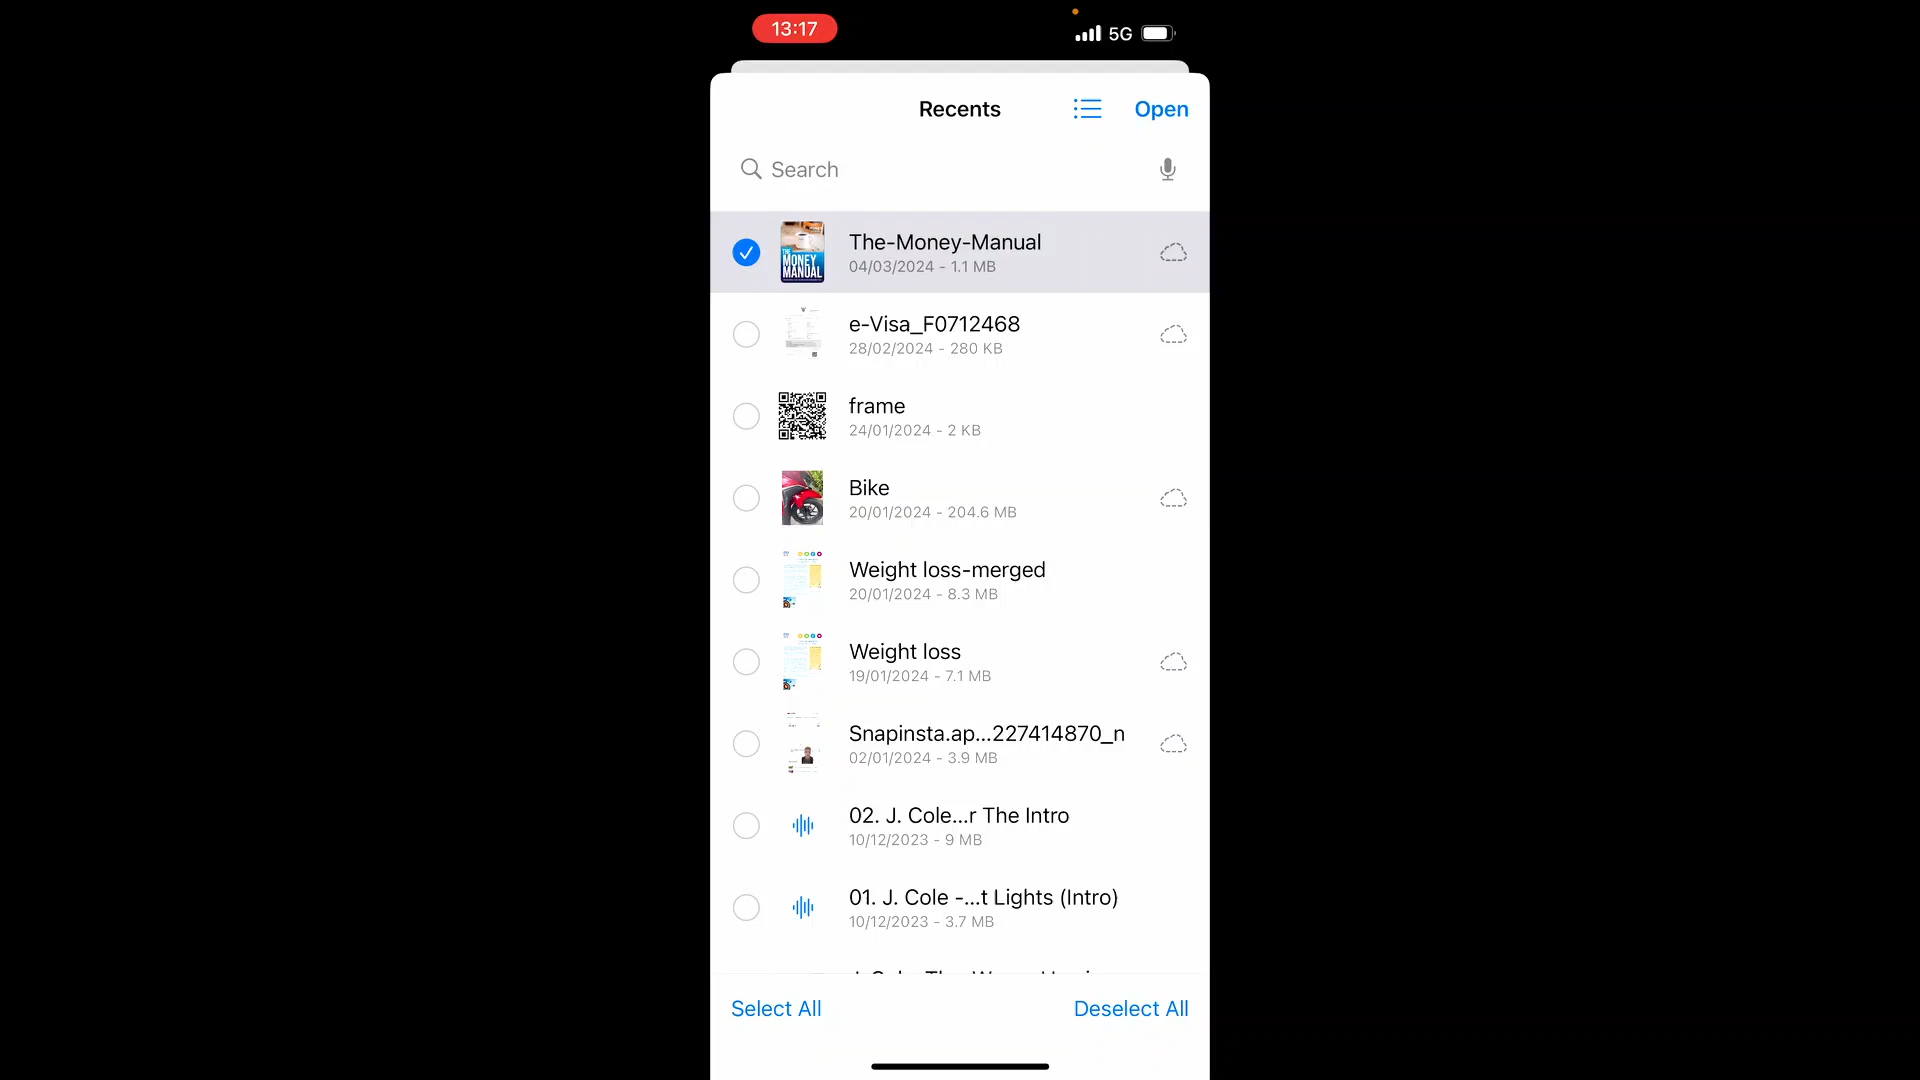 13:17
5G
Recents
Open
Search
THE
MONEY
MANUAL
The-Money-Manual
04/03/2024 - 1.1 MB
e-Visa_F0712468
28/02/2024 - 280 KB
frame
24/01/2024 - 2 KB
Bike
20/01/2024 - 204.6 MB
Weight loss-merged
20/01/2024 - 8.3 MB
Weight loss
19/01/2024 - 7.1 MB
Snapinsta.ap...227414870_n
02/01/2024 - 3.9 MB
02. J. Cole...r The Intro
10/12/2023 - 9 MB
01. J. Cole -...t Lights (Intro)
10/12/2023 - 3.7 MB
Select All
Deselect All